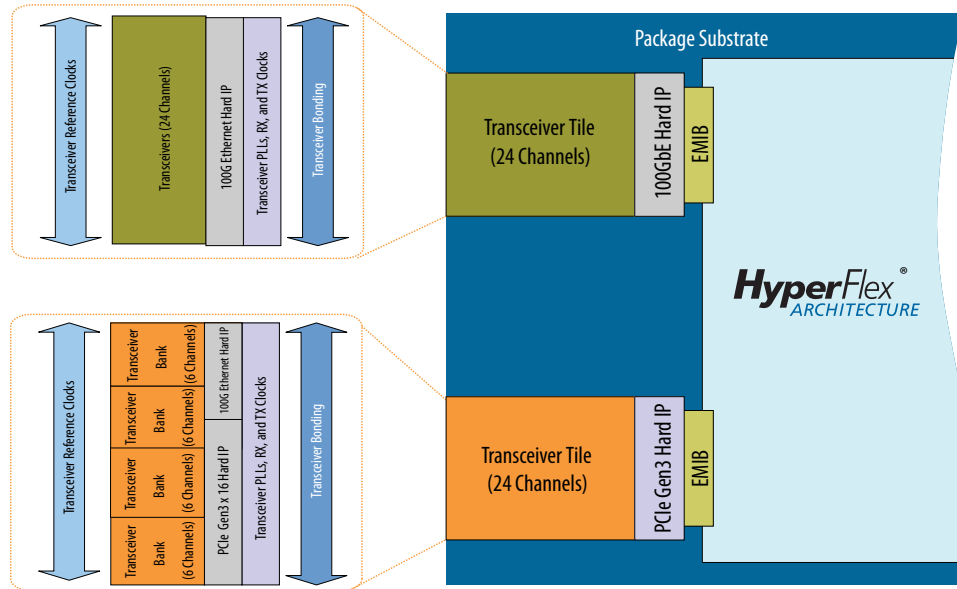 Transceiver Reference Clocks
Transceivers (24 Channels)
100G Ethernet Hard IP
Transceiver PLLs, RX, and TX Clocks
Transceiver Bonding
Package Substrate
Transceiver Tile
(24 Channels)
100GbE Hard IP
EMIB
HyperFlex®
ARCHITECTURE
Transceiver Reference Clocks
Transceiver
Bank
(6 Channels)
Transceiver
Bank
(6 Channels)
Transceiver
Bank
(6 Channels)
Transceiver
Bank
(6 Channels)
100G Ethernet Hard IP
PCIe Gen3 x 16 Hard IP
Transceiver PLLs, RX, and TX Clocks
Transceiver Bonding
Transceiver Tile
(24 Channels)
PCIe Gen3 Hard IP
EMIB